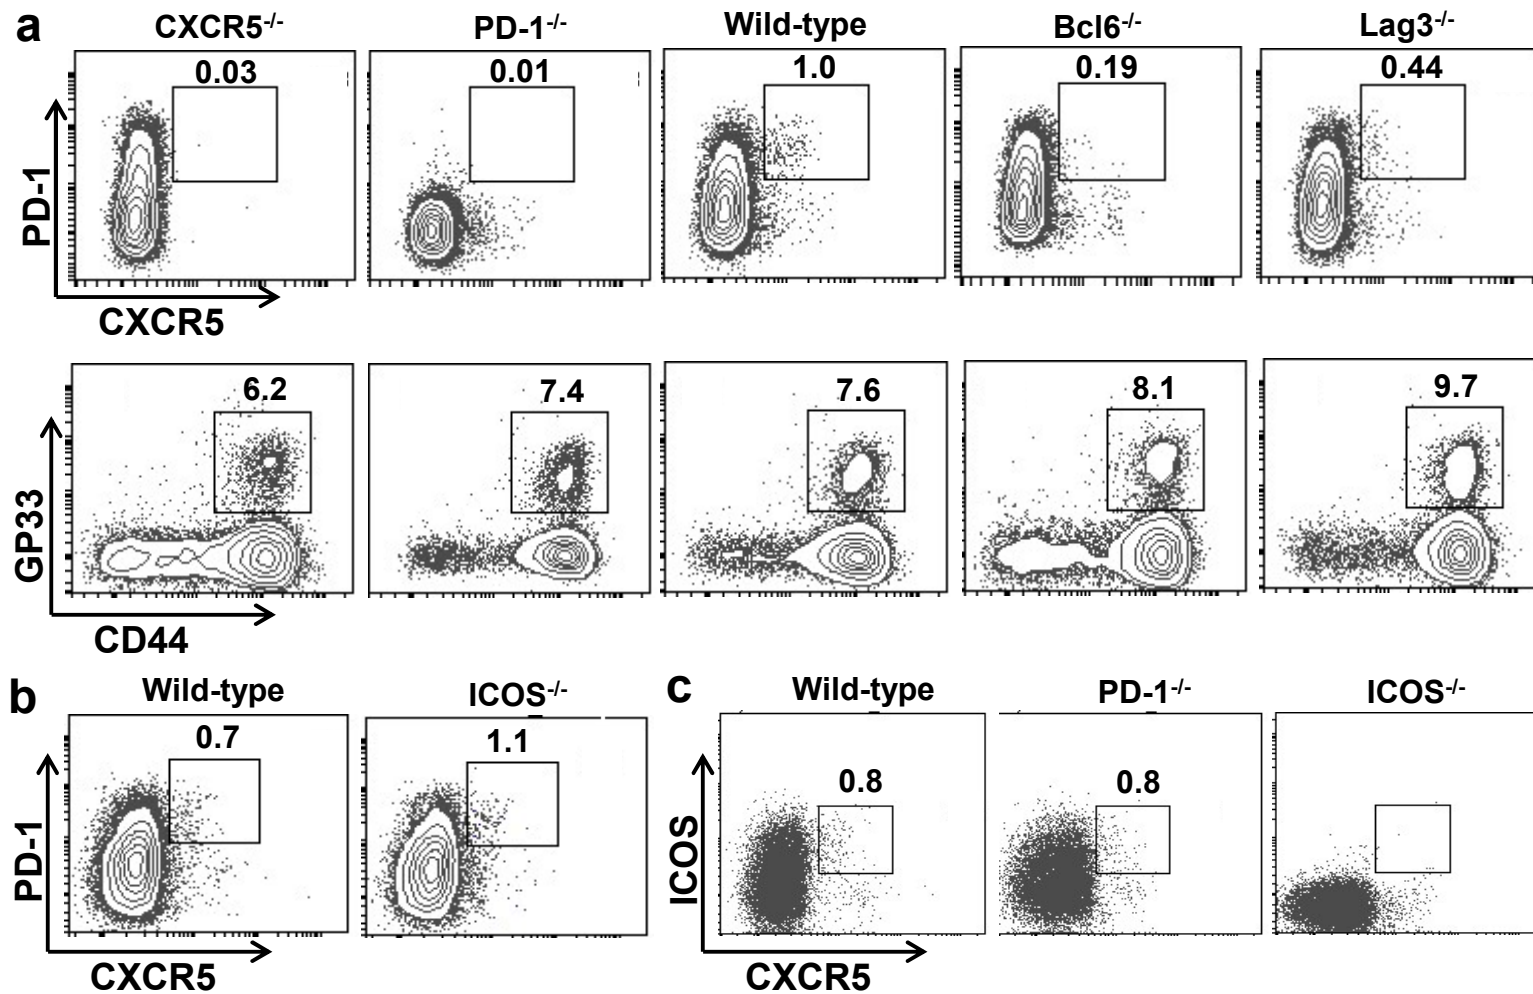 a
CXCR5-/- PD-1-/- Wild-type Bcl6-/- Lag3-/-
0.03 0.01 1.0 0.19 0.44
PD-1
CXCR5
6.2 7.4 7.6 8.1 9.7
GP33
CD44
b
Wild-type ICOS-/-
0.7 1.1
PD-1
CXCR5
c
Wild-type PD-1-/- ICOS-/-
0.8 0.8
ICOS
CXCR5